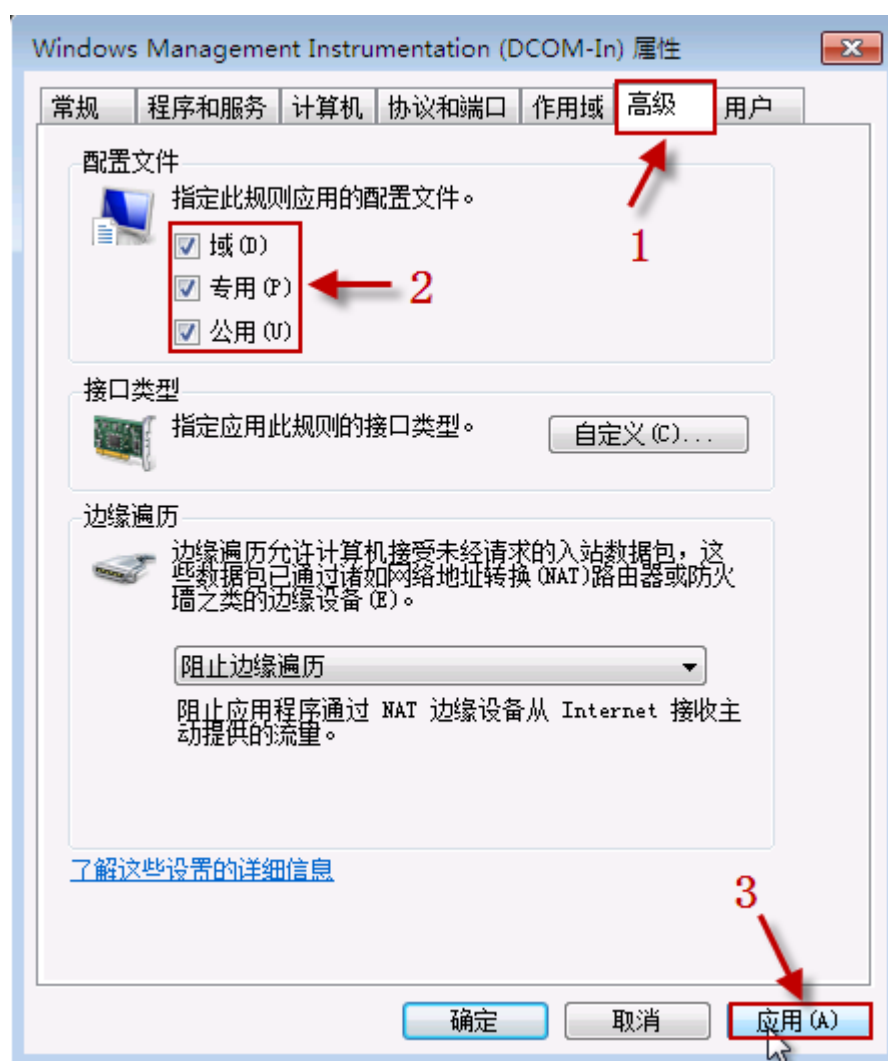 Windows Management Instrumentation (DCOM-In) 属性
常规 程序和服务 计算机 协议和端口 作用域 高级 用户
配置文件
指定此规则应用的配置文件。
1
域(D)
专用(P)
2
公用(U)
接口类型
指定应用此规则的接口类型。
自定义(C)...
边缘遍历
边缘遍历允许计算机接受未经请求的入站数据包，这
些数据包已通过诸如网络地址转换(NAT)路由器或防火
墙之类的边缘设备(E)。
阻止边缘遍历
阻止应用程序通过 NAT 边缘设备从 Internet 接收主
动提供的流量。
了解这些设置的详细信息
3
确定 取消 应用(A)